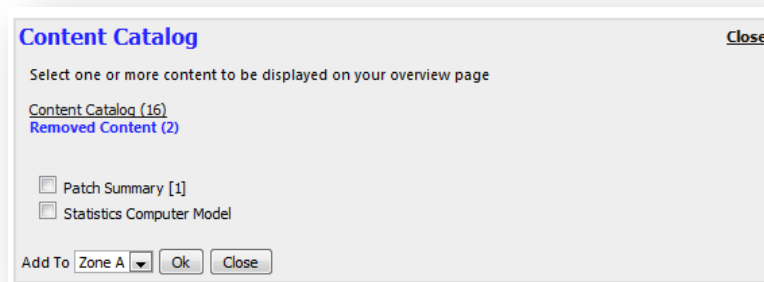 Content Catalog Close
Select one or more content to be displayed on your overview page
Content Catalog (16)
Removed Content (2)
Patch Summary [1]
Statistics Computer Model
Add To Zone A Ok Close